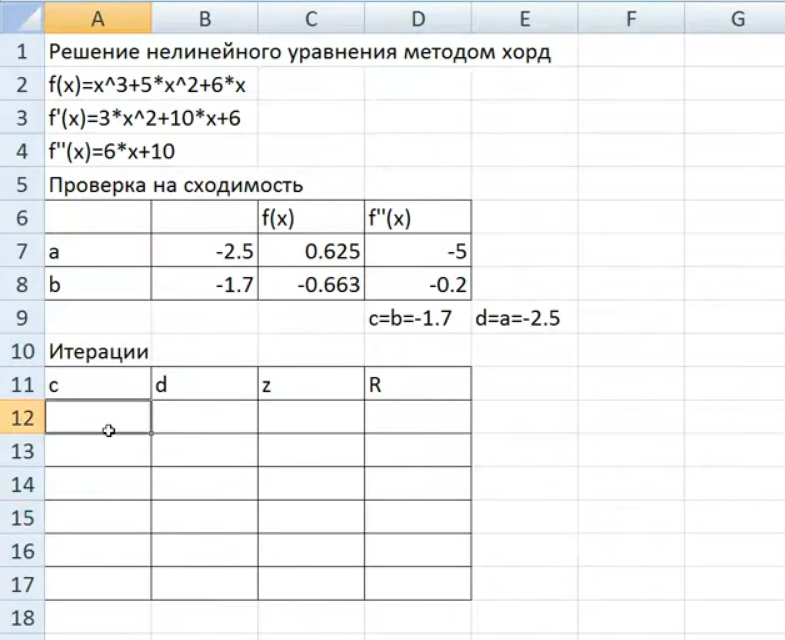 A B C D E F G
1 Решение нелинейного уравнения методом хорд
2 f(x)=x^3+5*x^2+6*x
3 f'(x)=3*x^2+10*x+6
4 f''(x)=6*x+10
5 Проверка на сходимость
6 f(x) f''(x)
7 a -2.5 0.625 -5
8 b -1.7 -0.663 -0.2
9 c=b=-1.7 d=a=-2.5
10 Итерации
11 c d z R
12
13
14
15
16
17
18